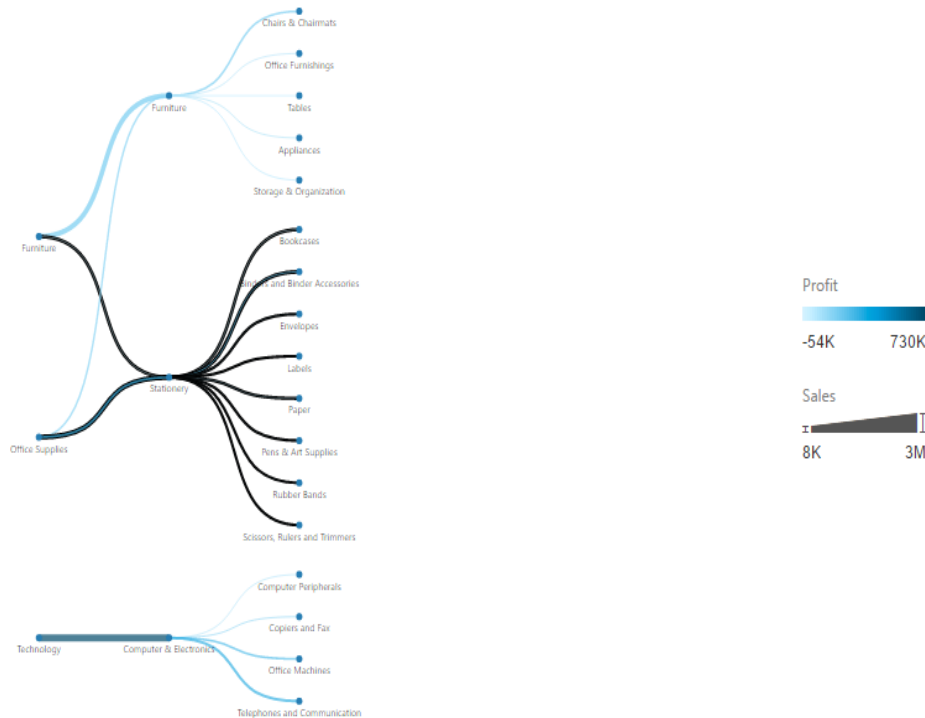 Chairs & Chairmats
Office Furnishings
Furniture
Tables
Appliances
Storage & Organization
Furniture
Bookcases
Binders and Binder Accessories
Envelopes
Labels
Stationery
Paper
Office Supplies
Pens & Art Supplies
Rubber Bands
Scissors, Rulers and Trimmers
Computer Peripherals
Copiers and Fax
Technology
Computer & Electronics
Office Machines
Telephones and Communication
Profit
-54K 730K
Sales
8K 3M